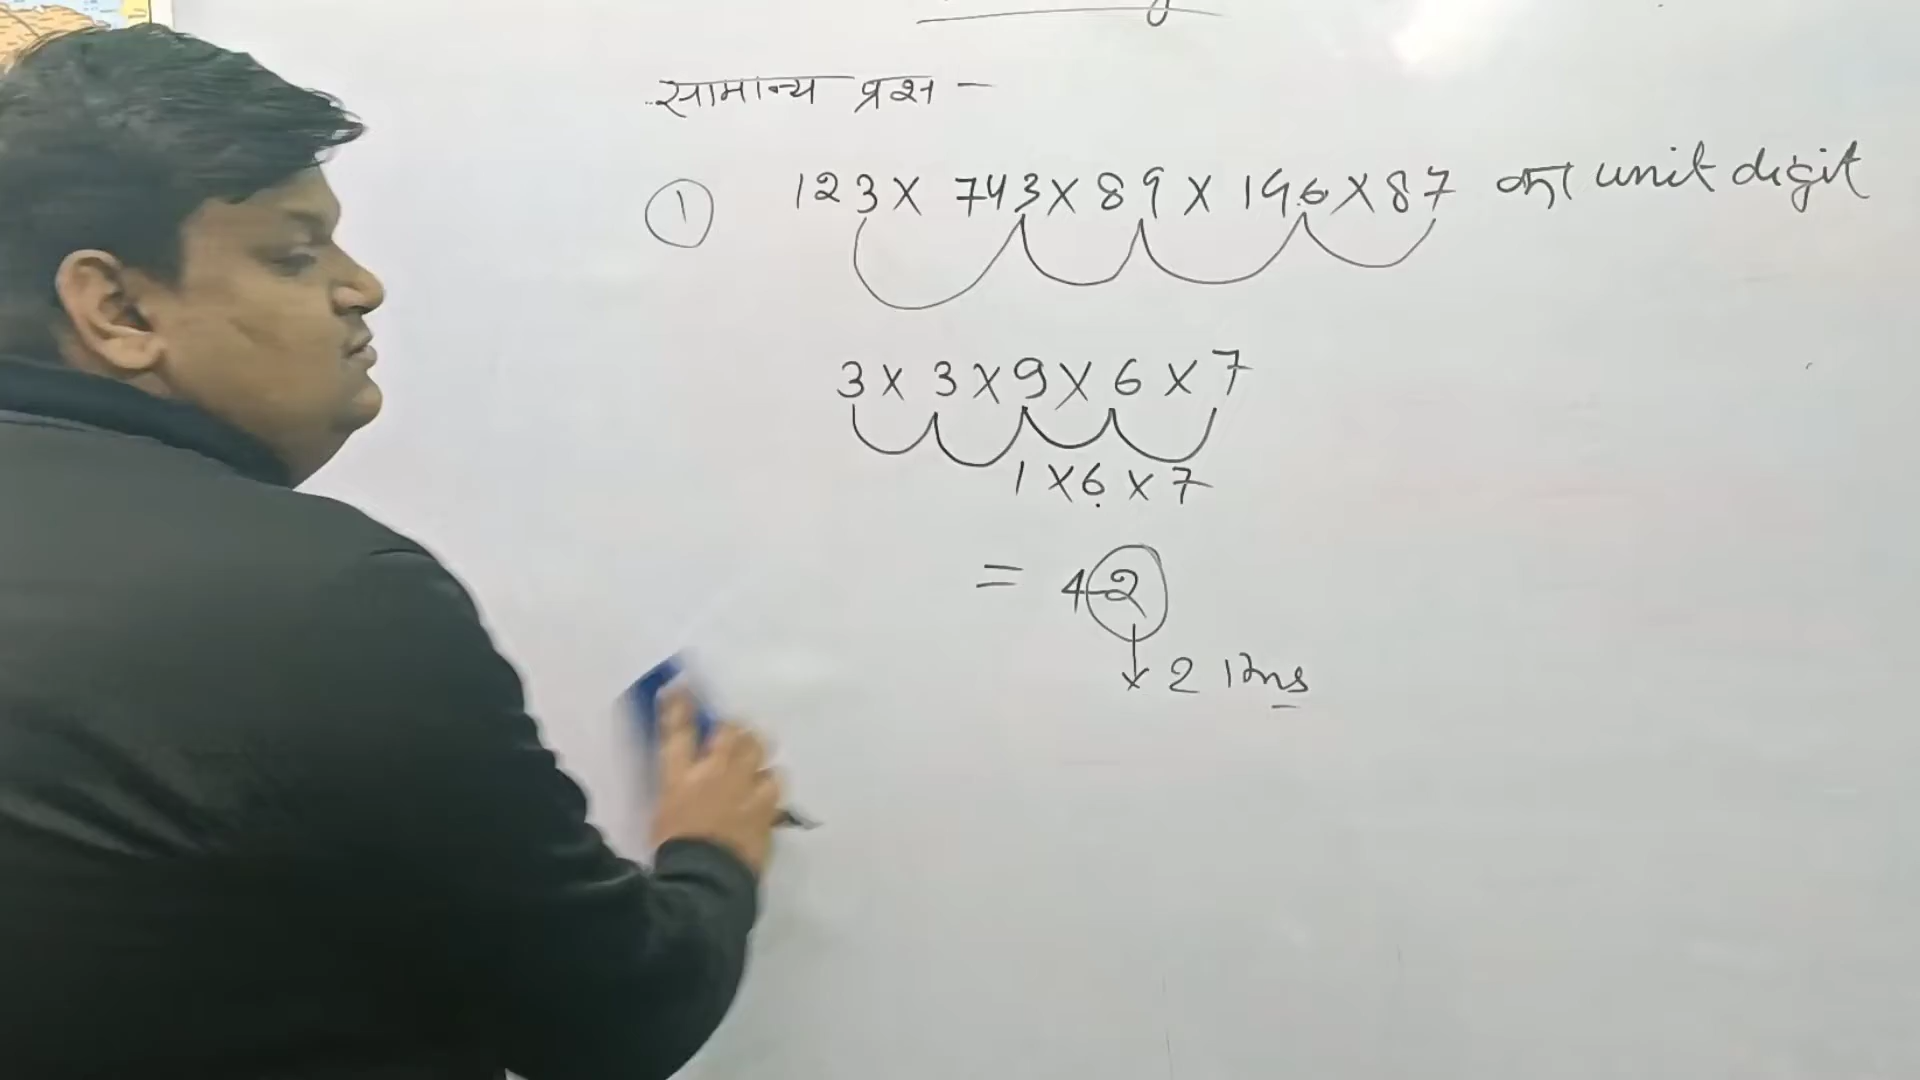 सामान्य प्रश्न -
① 123 × 743 × 89 × 196 × 87 का unit digit
3 × 3 × 9 × 6 × 7
1 × 6 × 7
= 42
2 Ans